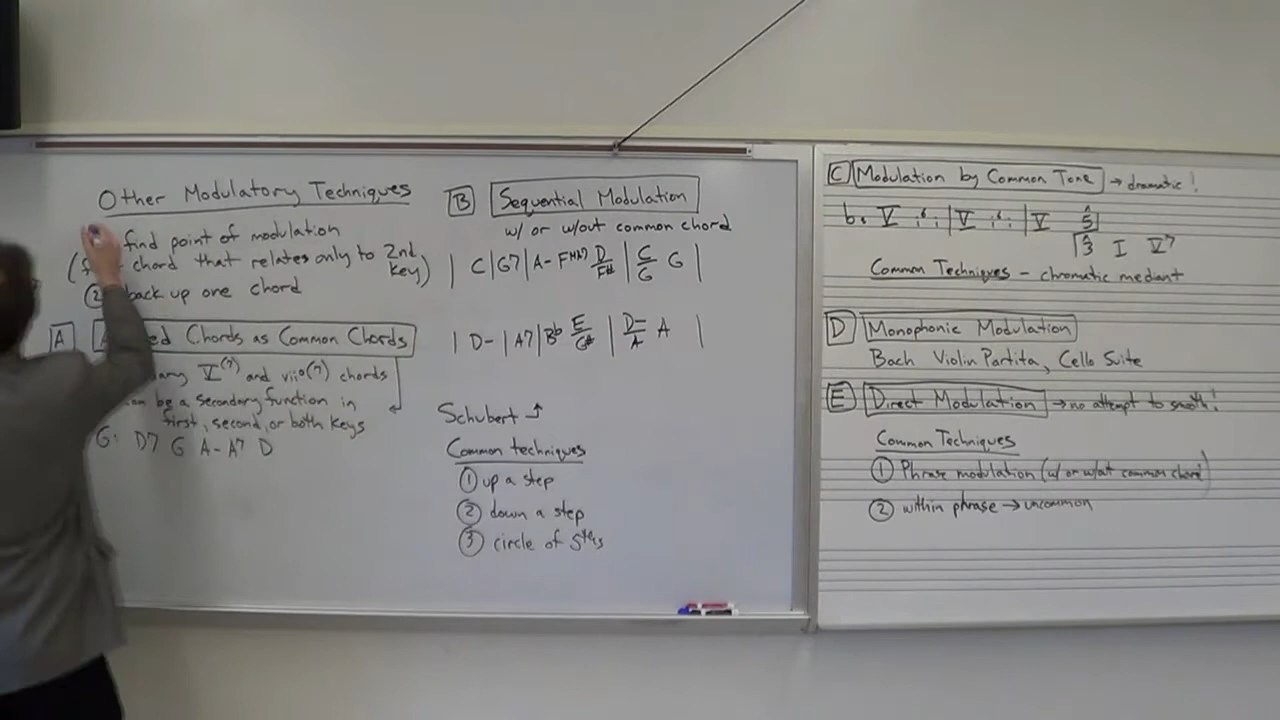 Other Modulatory Techniques
find point of modulation
( chord that relates only to 2nd
key)
② back up one chord
A
ed Chords as Common Chords
V(7) and vii°(7) chords
be a secondary function in
first, second, or both keys
G: D7 G A- A7 D
B Sequential Modulation
w/ or w/out common chord
| C | G7 | A- FMA7 D/F# | C/G G |
| D- | A7 | Bb E/G# | D-/A A |
Schubert
Common techniques
① up a step
② down a step
③ circle of 5ths
C Modulation by Common Tone → dramatic!
b. V | V | V 5
3 I V7
Common Techniques - chromatic mediant
D Monophonic Modulation
Bach Violin Partita, Cello Suite
E Direct Modulation → no attempt to smooth!
Common Techniques
① Phrase modulation (w/ or w/out common chord)
② within phrase → uncommon